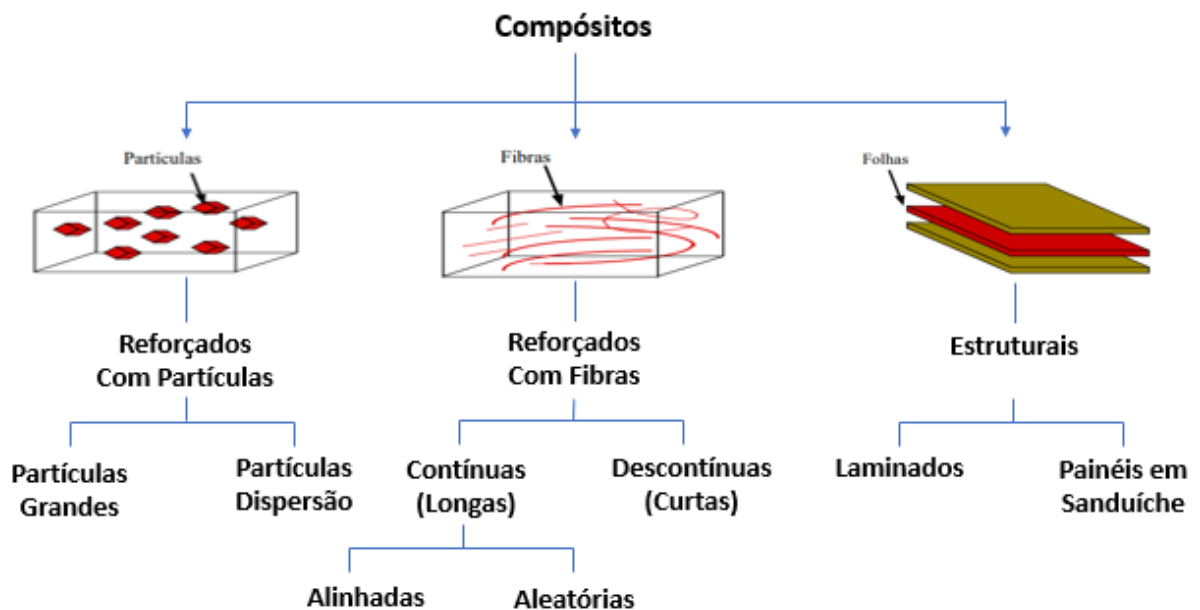 Compósitos
Partículas
Fibras
Folhas
Reforçados
Com Partículas
Reforçados
Com Fibras
Estruturais
Partículas
Grandes
Partículas
Dispersão
Contínuas
(Longas)
Descontínuas
(Curtas)
Laminados
Painéis em
Sanduíche
Alinhadas
Aleatórias